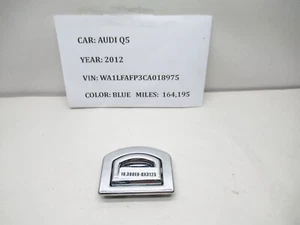 CAR: AUDI Q5
YEAR: 2012
VIN: WA1LFAFP3CA018975
COLOR: BLUE MILES: 164,195